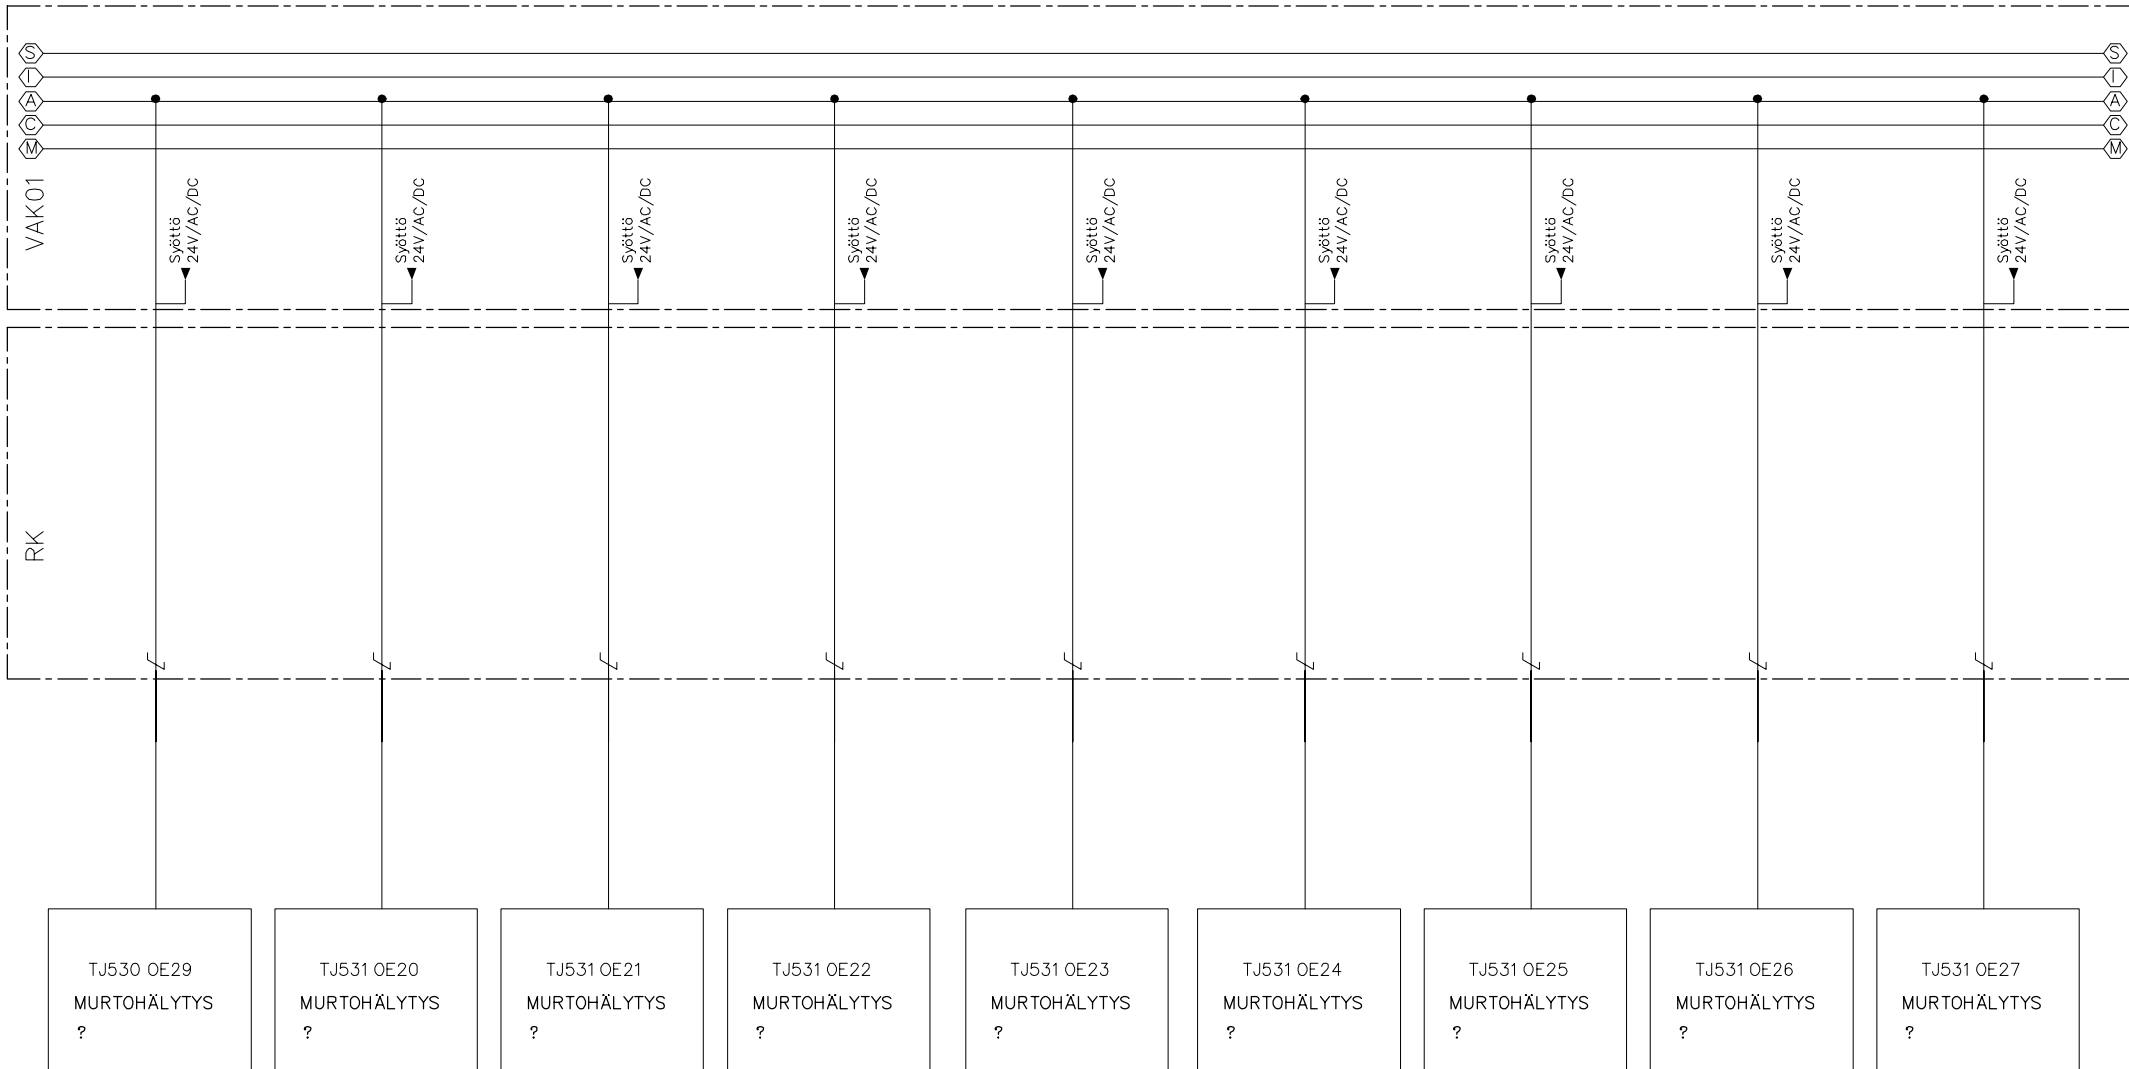 S
S
I
I
A
A
C
C
M
M
VAK01
Syöttö
24V/AC/DC
Syöttö
24V/AC/DC
Syöttö
24V/AC/DC
Syöttö
24V/AC/DC
Syöttö
24V/AC/DC
Syöttö
24V/AC/DC
Syöttö
24V/AC/DC
Syöttö
24V/AC/DC
Syöttö
24V/AC/DC
RK
TJ530 OE29
MURTOHÄLYTYS
?
TJ531 OE20
MURTOHÄLYTYS
?
TJ531 OE21
MURTOHÄLYTYS
?
TJ531 OE22
MURTOHÄLYTYS
?
TJ531 OE23
MURTOHÄLYTYS
?
TJ531 OE24
MURTOHÄLYTYS
?
TJ531 OE25
MURTOHÄLYTYS
?
TJ531 OE26
MURTOHÄLYTYS
?
TJ531 OE27
MURTOHÄLYTYS
?